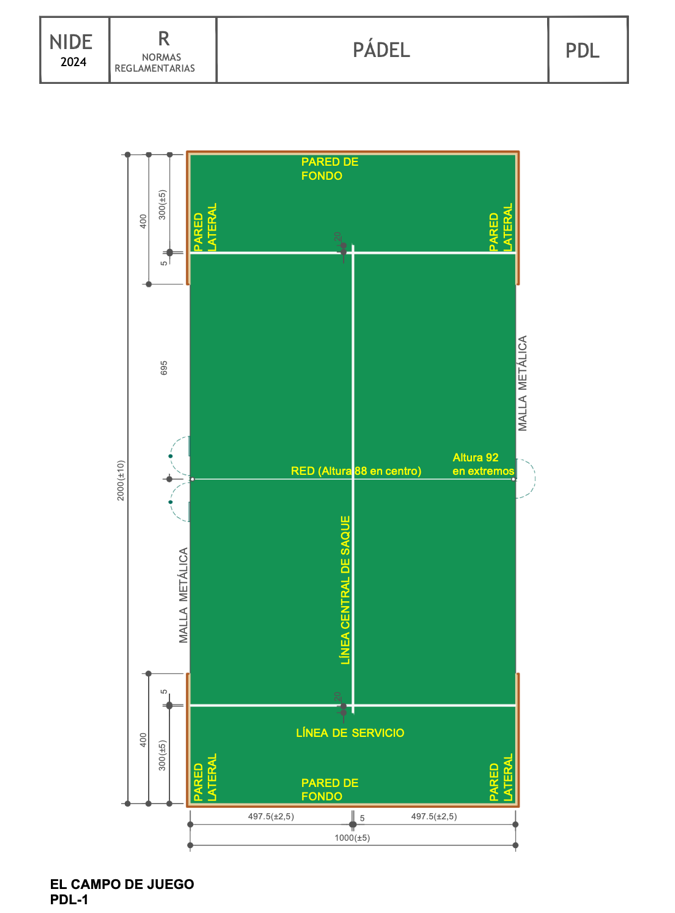 NIDE
2024
R
NORMAS
REGLAMENTARIAS
PÁDEL
PDL
PARED DE
FONDO
300(±5)
400
PARED
LATERAL
PARED
LATERAL
20
5
695
MALLA METÁLICA
Altura 92
en extremos
RED (Altura 88 en centro)
2000(±10)
LÍNEA CENTRAL DE SAQUE
MALLA METÁLICA
5
20
LÍNEA DE SERVICIO
400
300(±5)
PARED
LATERAL
PARED DE
FONDO
PARED
LATERAL
497.5(±2,5)
5
497.5(±2,5)
1000(±5)
EL CAMPO DE JUEGO
PDL-1